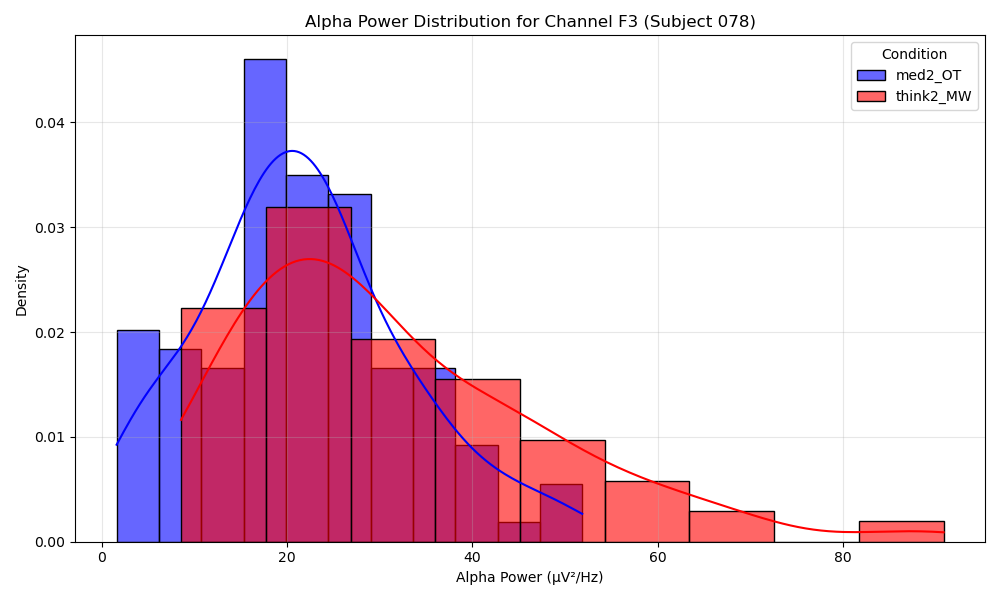 Alpha Power Distribution for Channel F3 (Subject 078)
Condition
med2_OT
think2_MW
Density
0.04
0.03
0.02
0.01
0.00
0
20
40
60
80
Alpha Power (μV²/Hz)